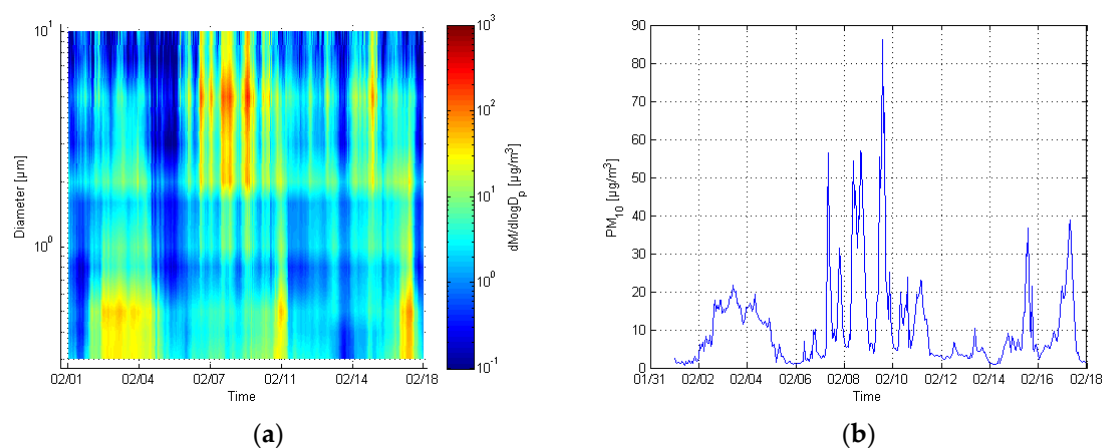 10^1
10^0
Diameter [µm]
02/01 02/04 02/07 02/11 02/14 02/18
Time
10^3
10^2
10^1
10^0
10^-1
dM/dlogD_p [µg/m^3]
(a)
90
80
70
60
50
40
30
20
10
0
PM_10 [µg/m^3]
01/31 02/02 02/04 02/06 02/08 02/10 02/12 02/14 02/16 02/18
Time
(b)